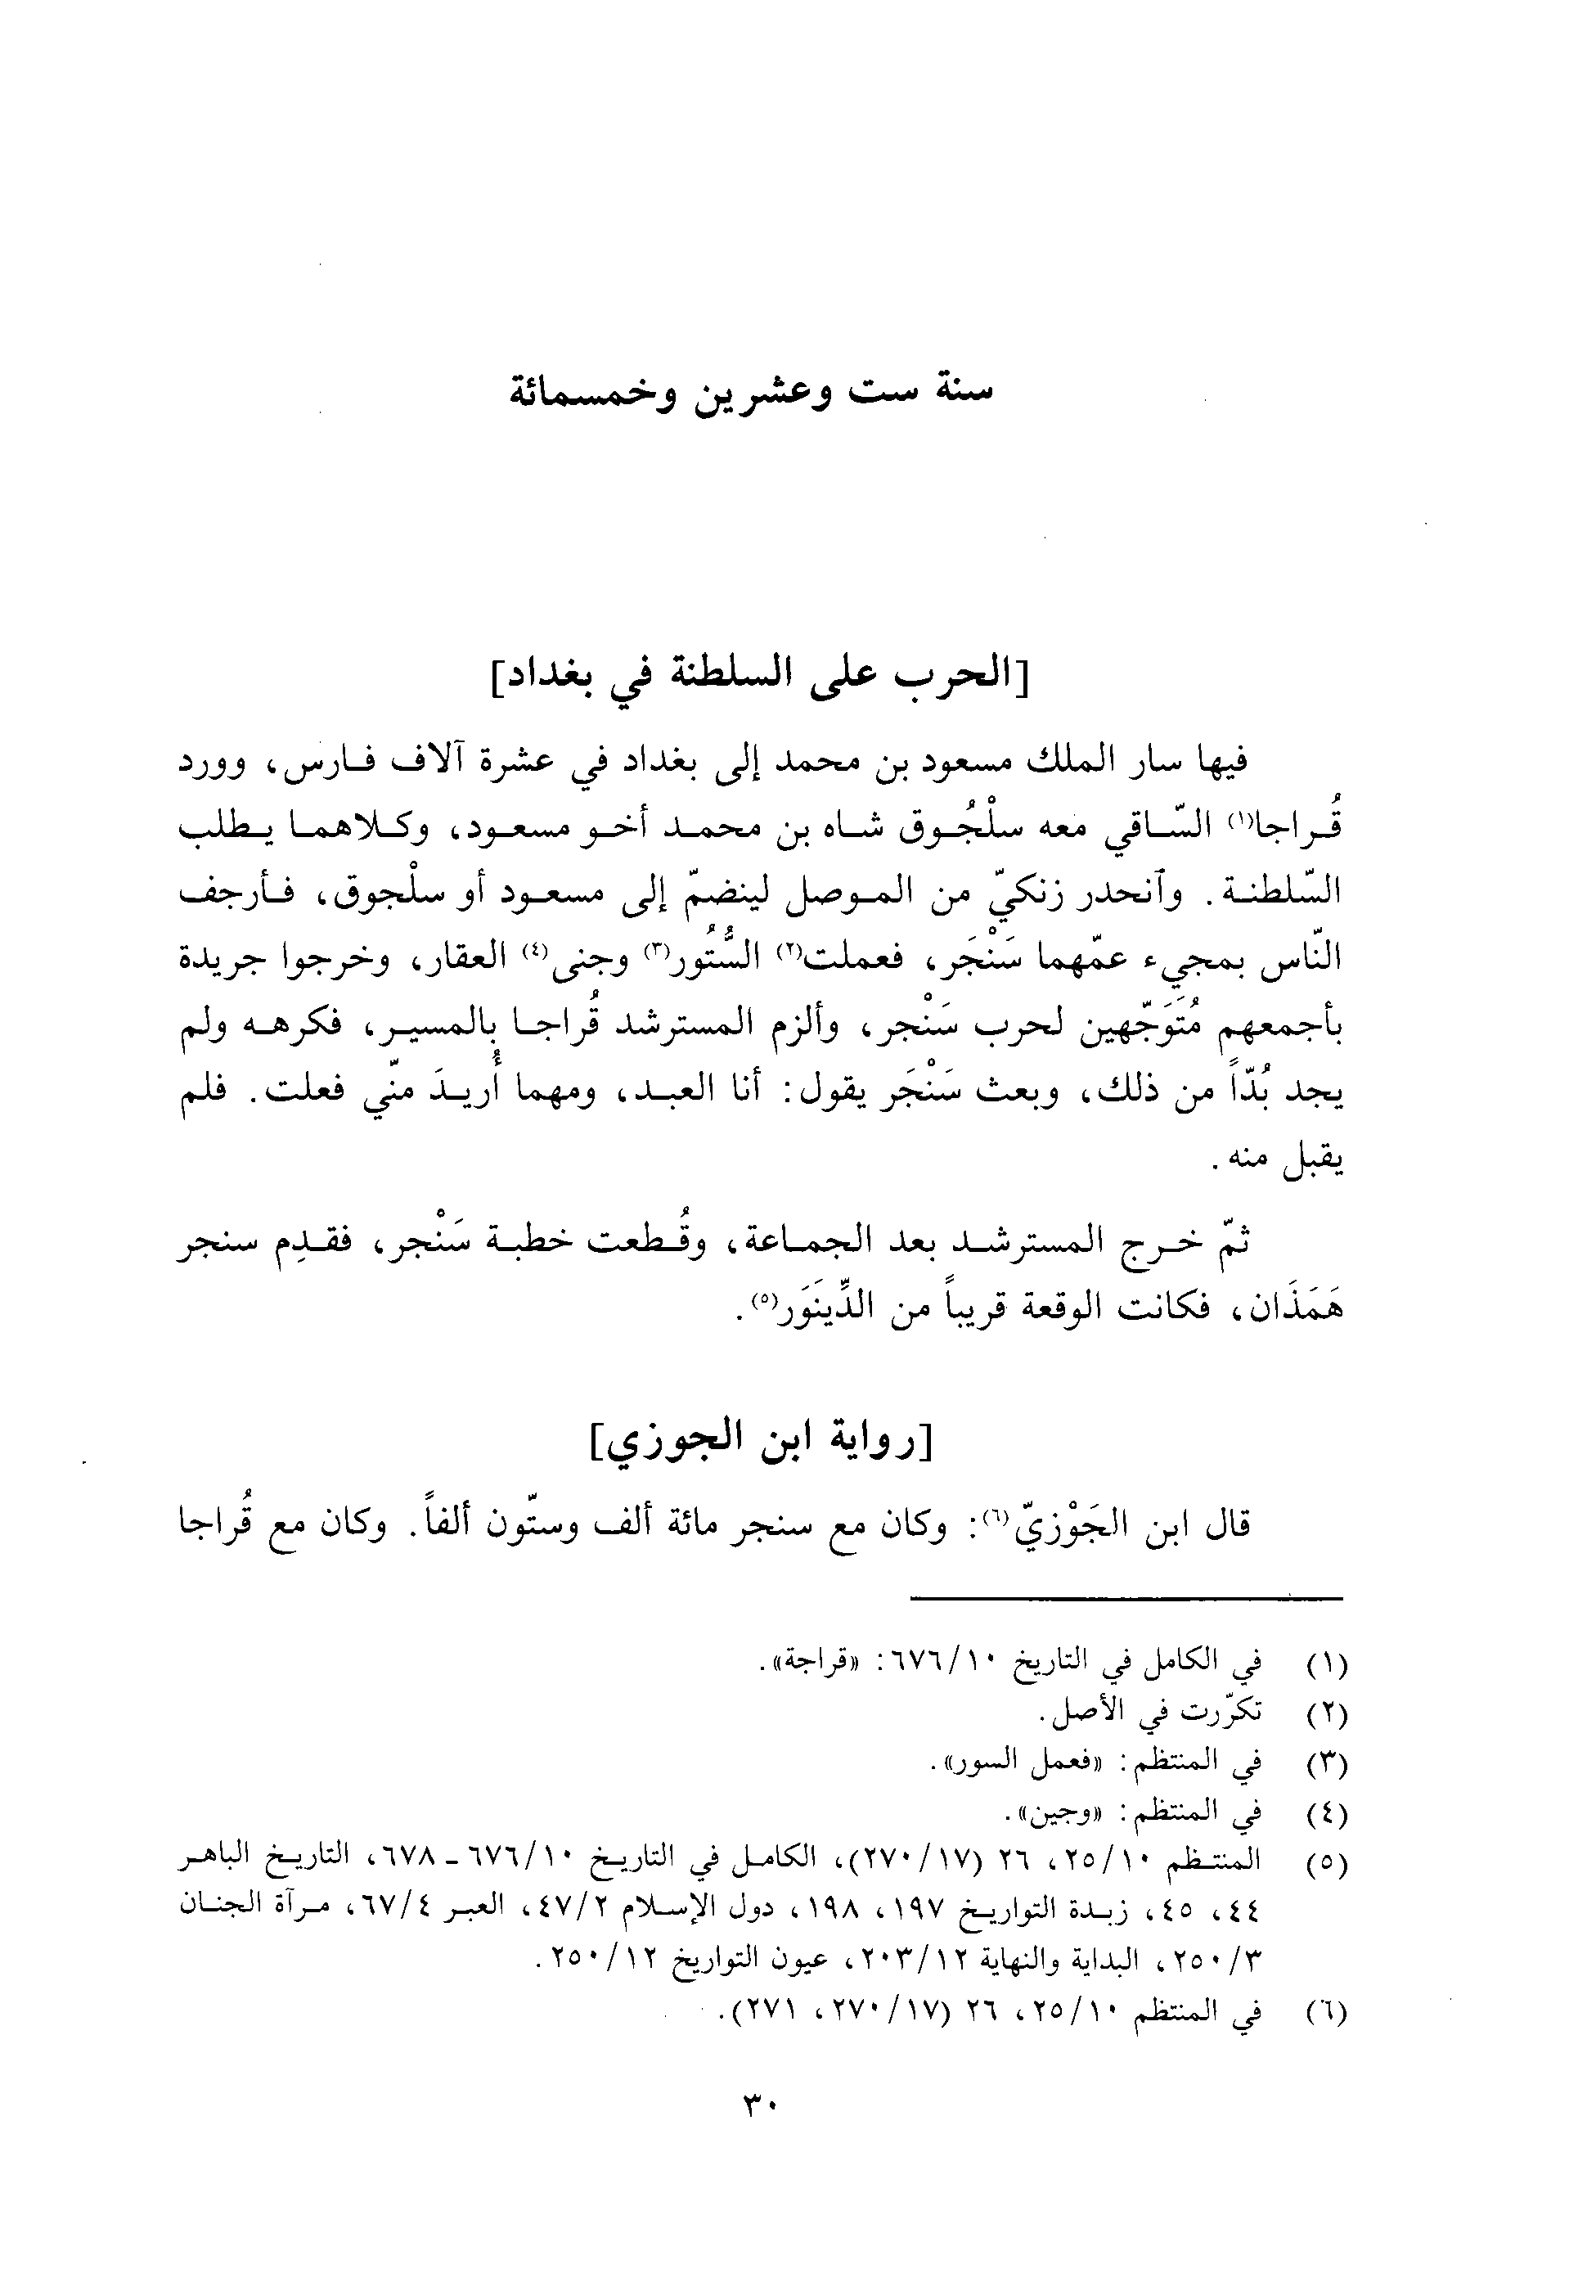 سنة ست وعشرين وخمسمائة
[الحرب على السلطنة في بغداد]
فيها سار الملك مسعود بن محمد إلى بغداد في عشرة آلاف فارس، وورد
قُراجا(١) السّاقي معه سلْجُوق شاه بن محمد أخو مسعود، وكلاهما يطلب
السّلطنة. وآنحدر زنكيّ من الموصل لينضمّ إلى مسعود أو سلْجوق، فأرجف
النّاس بمجيء عمّهما سَنْجَر، فعملت(٢) السُّتُور(٣) وجنى(٤) العقار، وخرجوا جريدة
بأجمعهم مُتَوَجّهين لحرب سَنْجر، وألزم المسترشد قُراجا بالمسير، فكرهه ولم
يجد بُدّاً من ذلك، وبعث سَنْجَر يقول: أنا العبد، ومهما أُريدَ منّي فعلت. فلم
يقبل منه.
ثمّ خرج المسترشد بعد الجماعة، وقُطعت خطبة سَنْجر، فقدِم سنجر
هَمَذَان، فكانت الوقعة قريباً من الدِّينَوَر(٥).
[رواية ابن الجوزي]
قال ابن الجَوْزيّ(٦): وكان مع سنجر مائة ألف وستّون ألفاً. وكان مع قُراجا
(١) في الكامل في التاريخ ٦٧٦/١٠: «قراجة».
(٢) تكرّرت في الأصل.
(٣) في المنتظم: «فعمل السور».
(٤) في المنتظم: «وجبن».
(٥) المنتظم ٢٥/١٠، ٢٦ (٢٧٠/١٧)، الكامل في التاريخ ٦٧٦/١٠ ـ ٦٧٨، التاريخ الباهر
٤٤، ٤٥، زبدة التواريخ ١٩٧، ١٩٨، دول الإسلام ٤٧/٢، العبر ٦٧/٤، مرآة الجنان
٢٥٠/٣، البداية والنهاية ٢٠٣/١٢، عيون التواريخ ٢٥٠/١٢.
(٦) في المنتظم ٢٥/١٠، ٢٦ (٢٧٠/١٧، ٢٧١).
٣٠